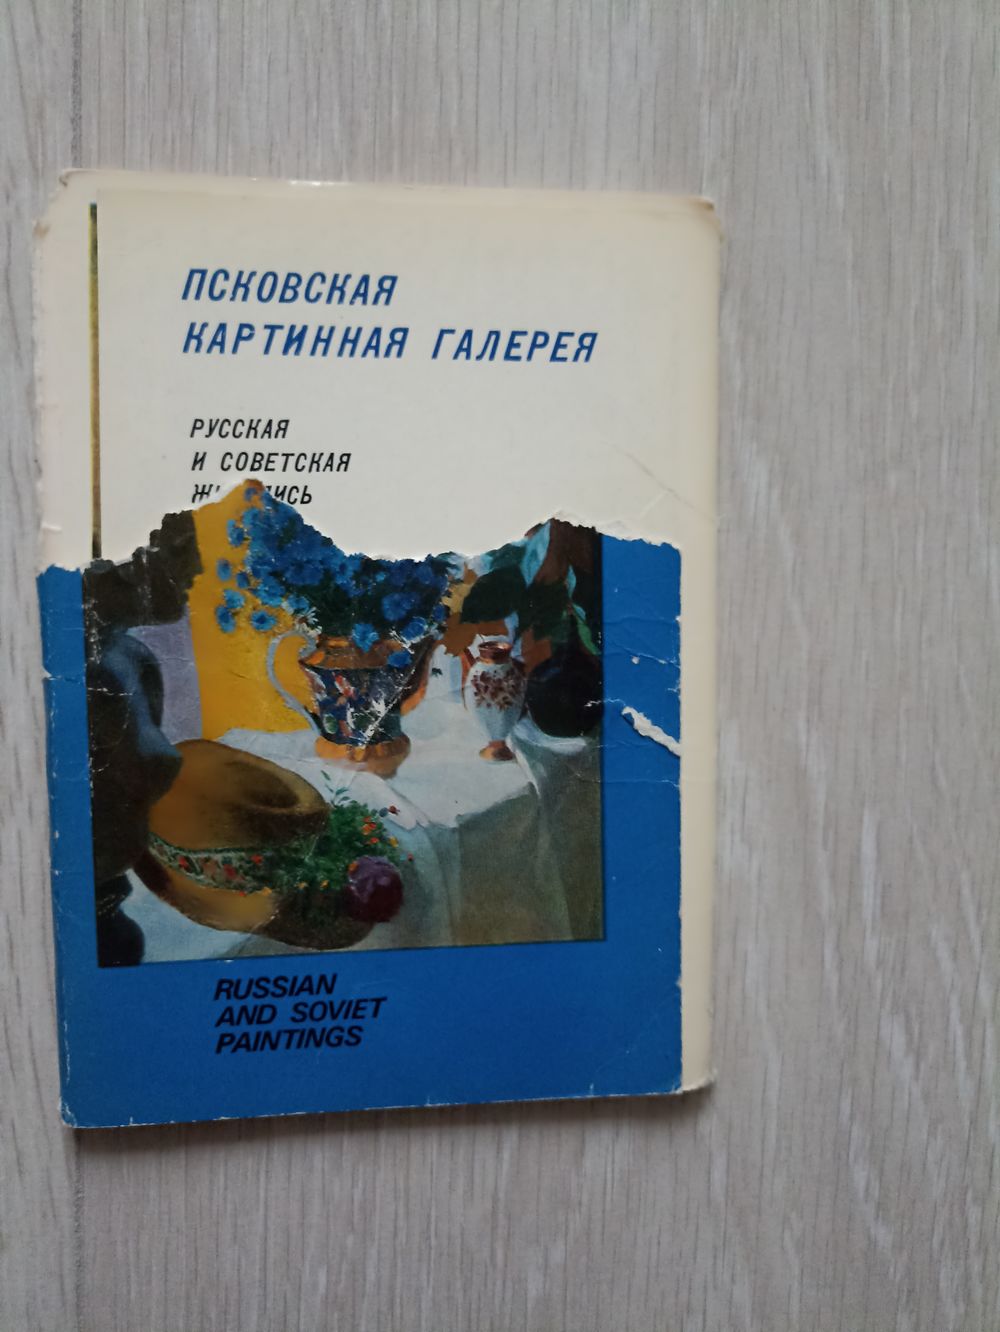 ПСКОВСКАЯ
КАРТИННАЯ ГАЛЕРЕЯ
РУССКАЯ
И СОВЕТСКАЯ
RUSSIAN
AND SOVIET
PAINTINGS